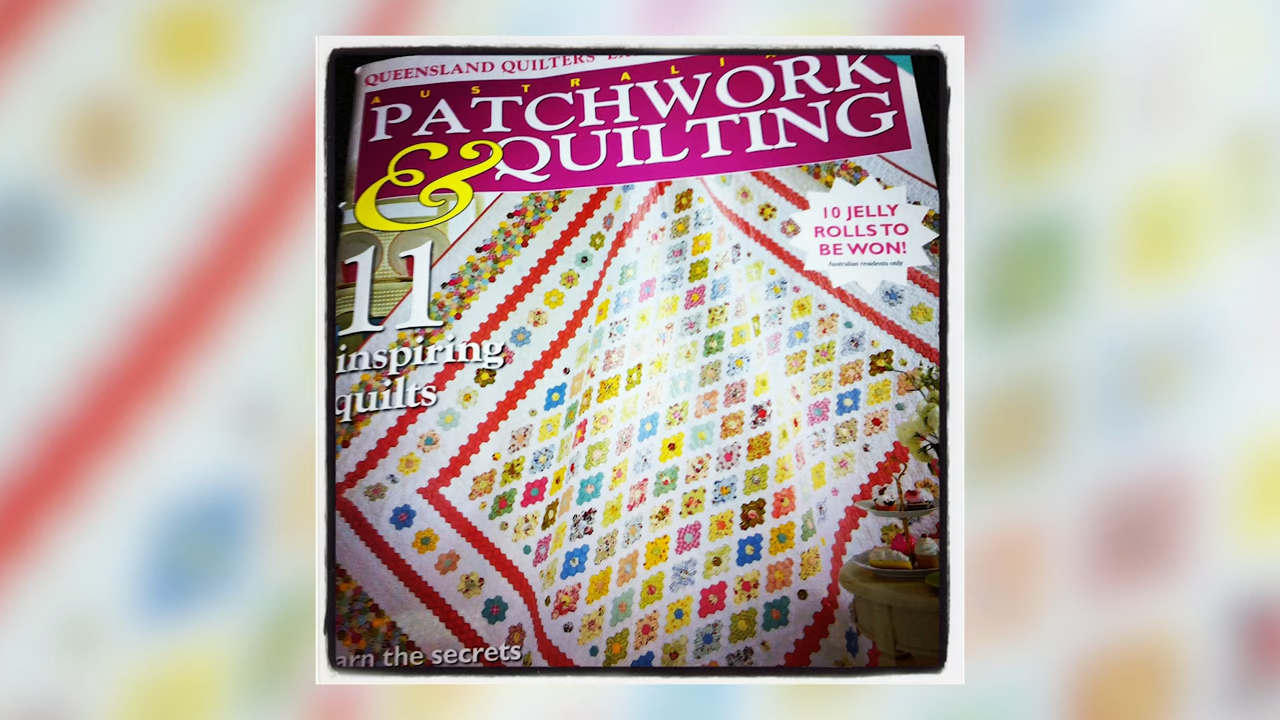 QUEENSLAND QUILTERS'
AUSTRALIA
PATCHWORK
& QUILTING
10 JELLY
ROLLS TO
BE WON!
Australian residents only
11
inspiring
quilts
arn the secrets